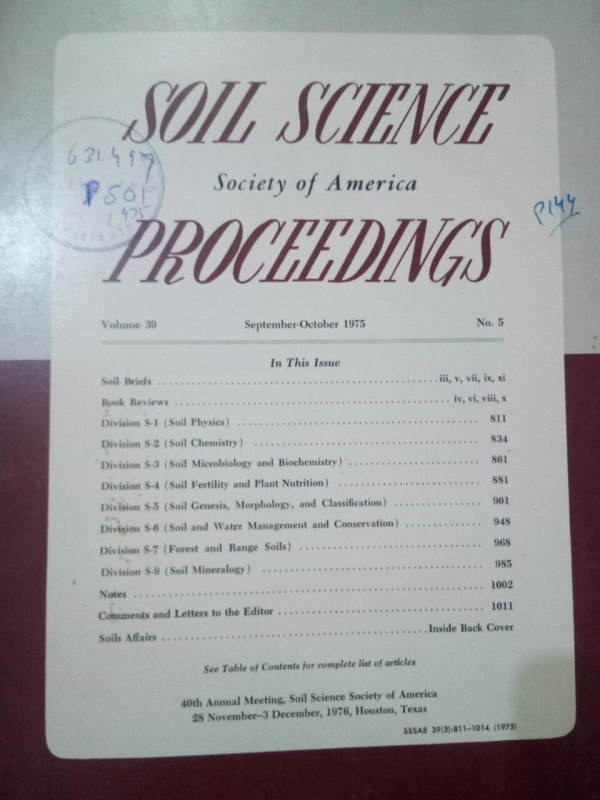 SOIL SCIENCE
Society of America
PROCEEDINGS
631.497
P501
1975
P144
Volume 39 September-October 1975 No. 5
In This Issue
Soil Briefs ........ iii, v, vii, ix, xi
Book Reviews ........ iv, vi, viii, x
Division S-1 (Soil Physics) ........ 811
Division S-2 (Soil Chemistry) ........ 834
Division S-3 (Soil Microbiology and Biochemistry) ........ 861
Division S-4 (Soil Fertility and Plant Nutrition) ........ 881
Division S-5 (Soil Genesis, Morphology, and Classification) ........ 901
Division S-6 (Soil and Water Management and Conservation) ........ 948
Division S-7 (Forest and Range Soils) ........ 968
Division S-9 (Soil Mineralogy) ........ 985
Notes ........ 1002
Comments and Letters to the Editor ........ 1011
Soils Affairs ........ Inside Back Cover
See Table of Contents for complete list of articles
40th Annual Meeting, Soil Science Society of America
28 November–3 December, 1976, Houston, Texas
SSSAB 39(5):811–1014 (1975)